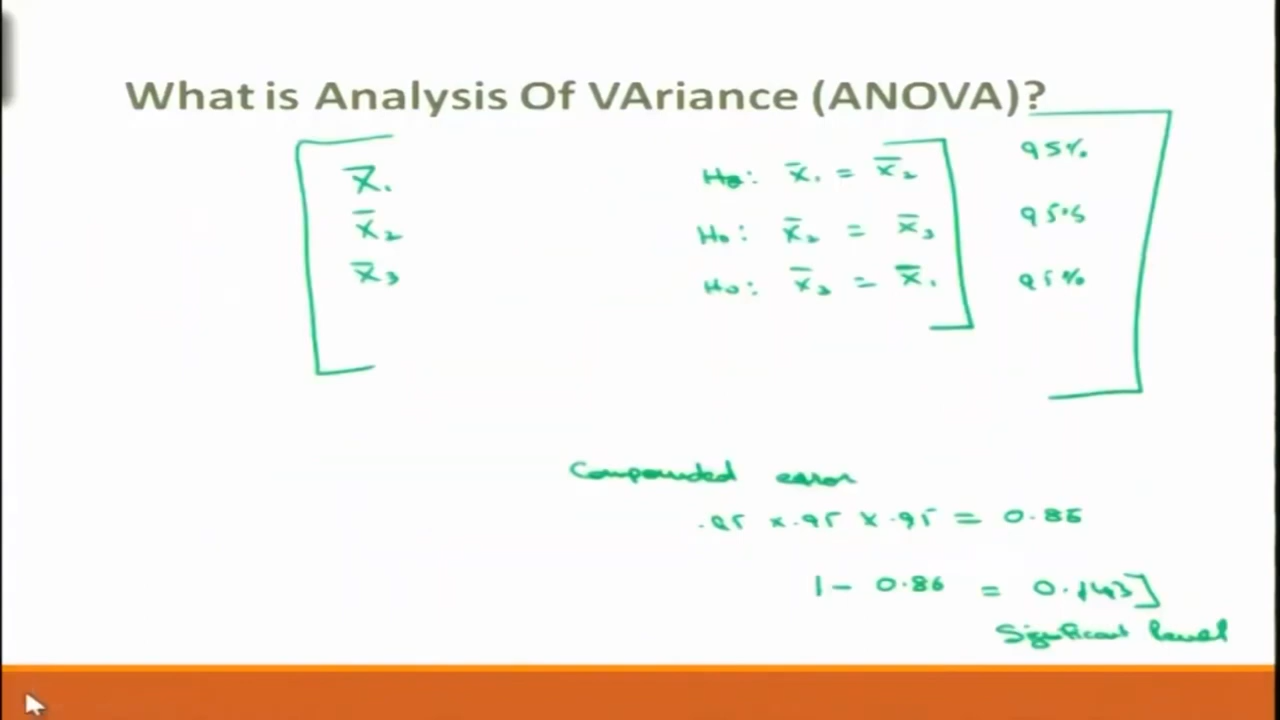 What is Analysis Of VAriance (ANOVA)?
x̄₁ H₀: x̄₁ = x̄₂ 95%
x̄₂ H₀: x̄₂ = x̄₃ 95%
x̄₃ H₀: x̄₃ = x̄₁ 95%
Compounded error
.95 x .95 x .95 = 0.86
1 - 0.86 = 0.143]
Significant level